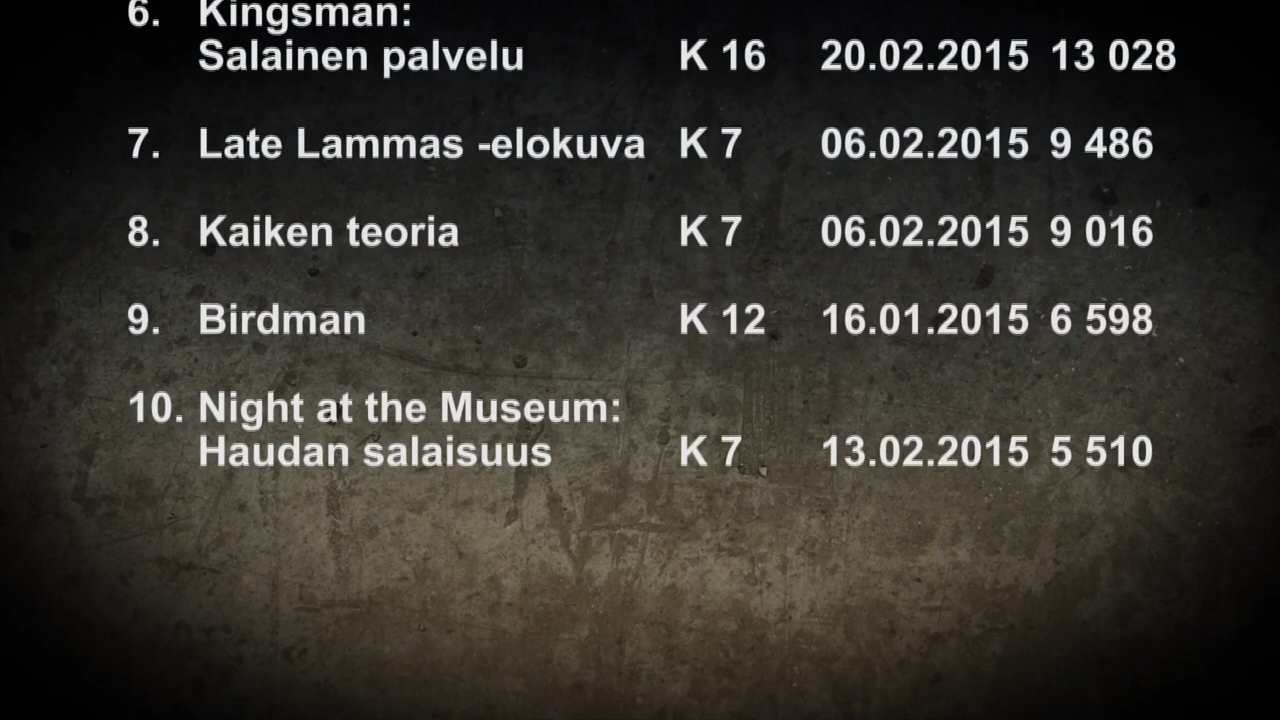 6. Kingsman:
Salainen palvelu K 16 20.02.2015 13 028
7. Late Lammas -elokuva K 7 06.02.2015 9 486
8. Kaiken teoria K 7 06.02.2015 9 016
9. Birdman K 12 16.01.2015 6 598
10. Night at the Museum:
Haudan salaisuus K 7 13.02.2015 5 510